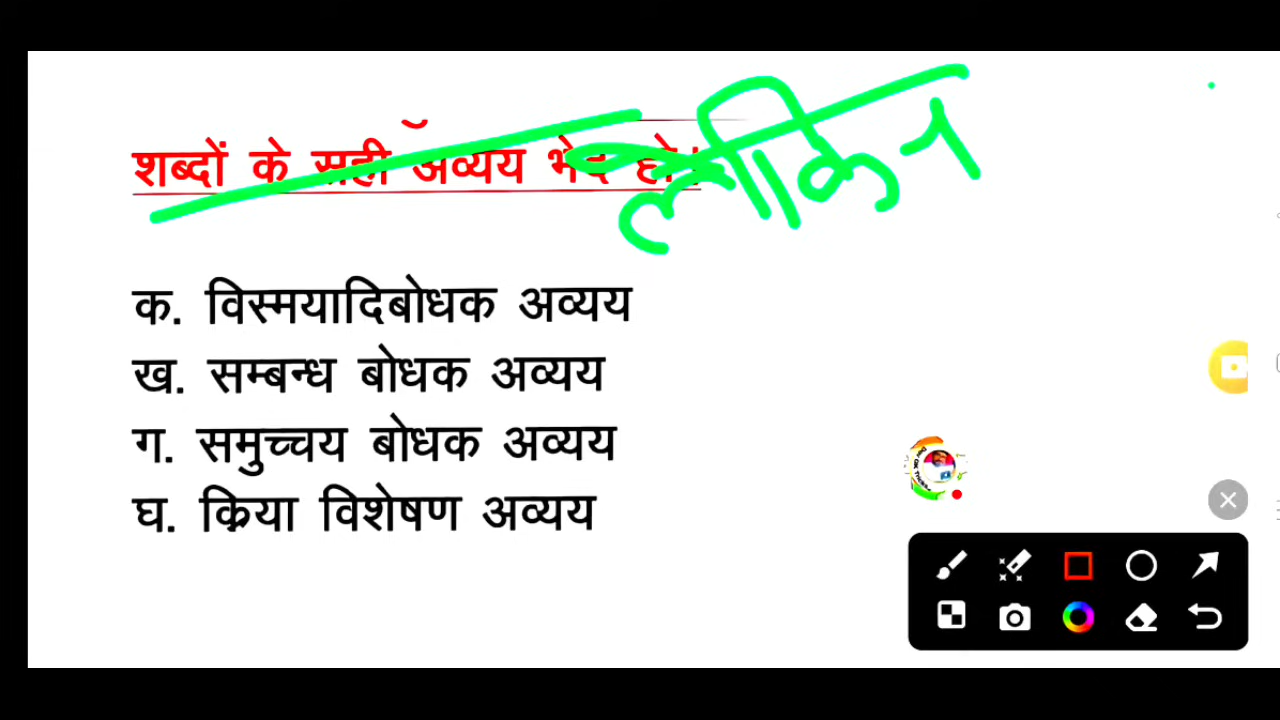 शब्दों के सही अव्यय भेद हो।
लेकिन
क. विस्मयादिबोधक अव्यय
ख. सम्बन्ध बोधक अव्यय
ग. समुच्चय बोधक अव्यय
घ. क्रिया विशेषण अव्यय